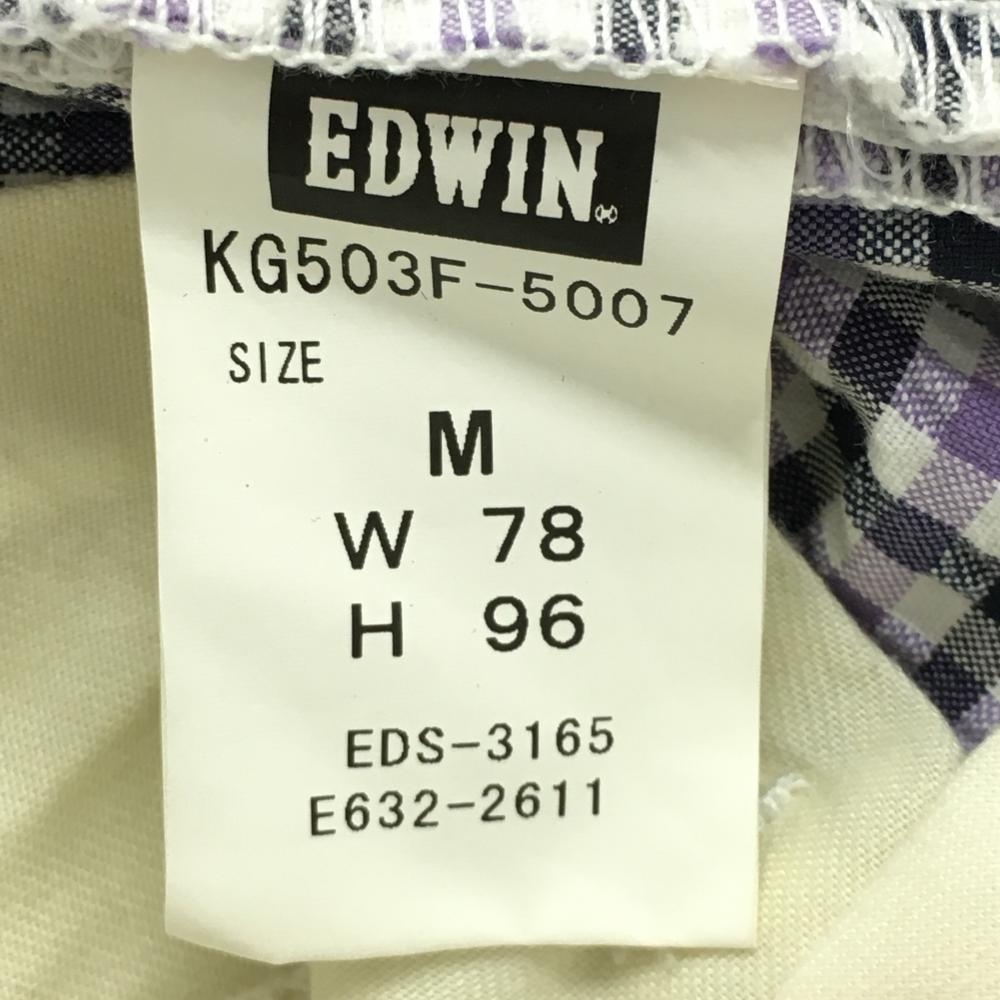 EDWIN
KG503F-5007
SIZE
M
W 78
H 96
EDS-3165
E632-2611